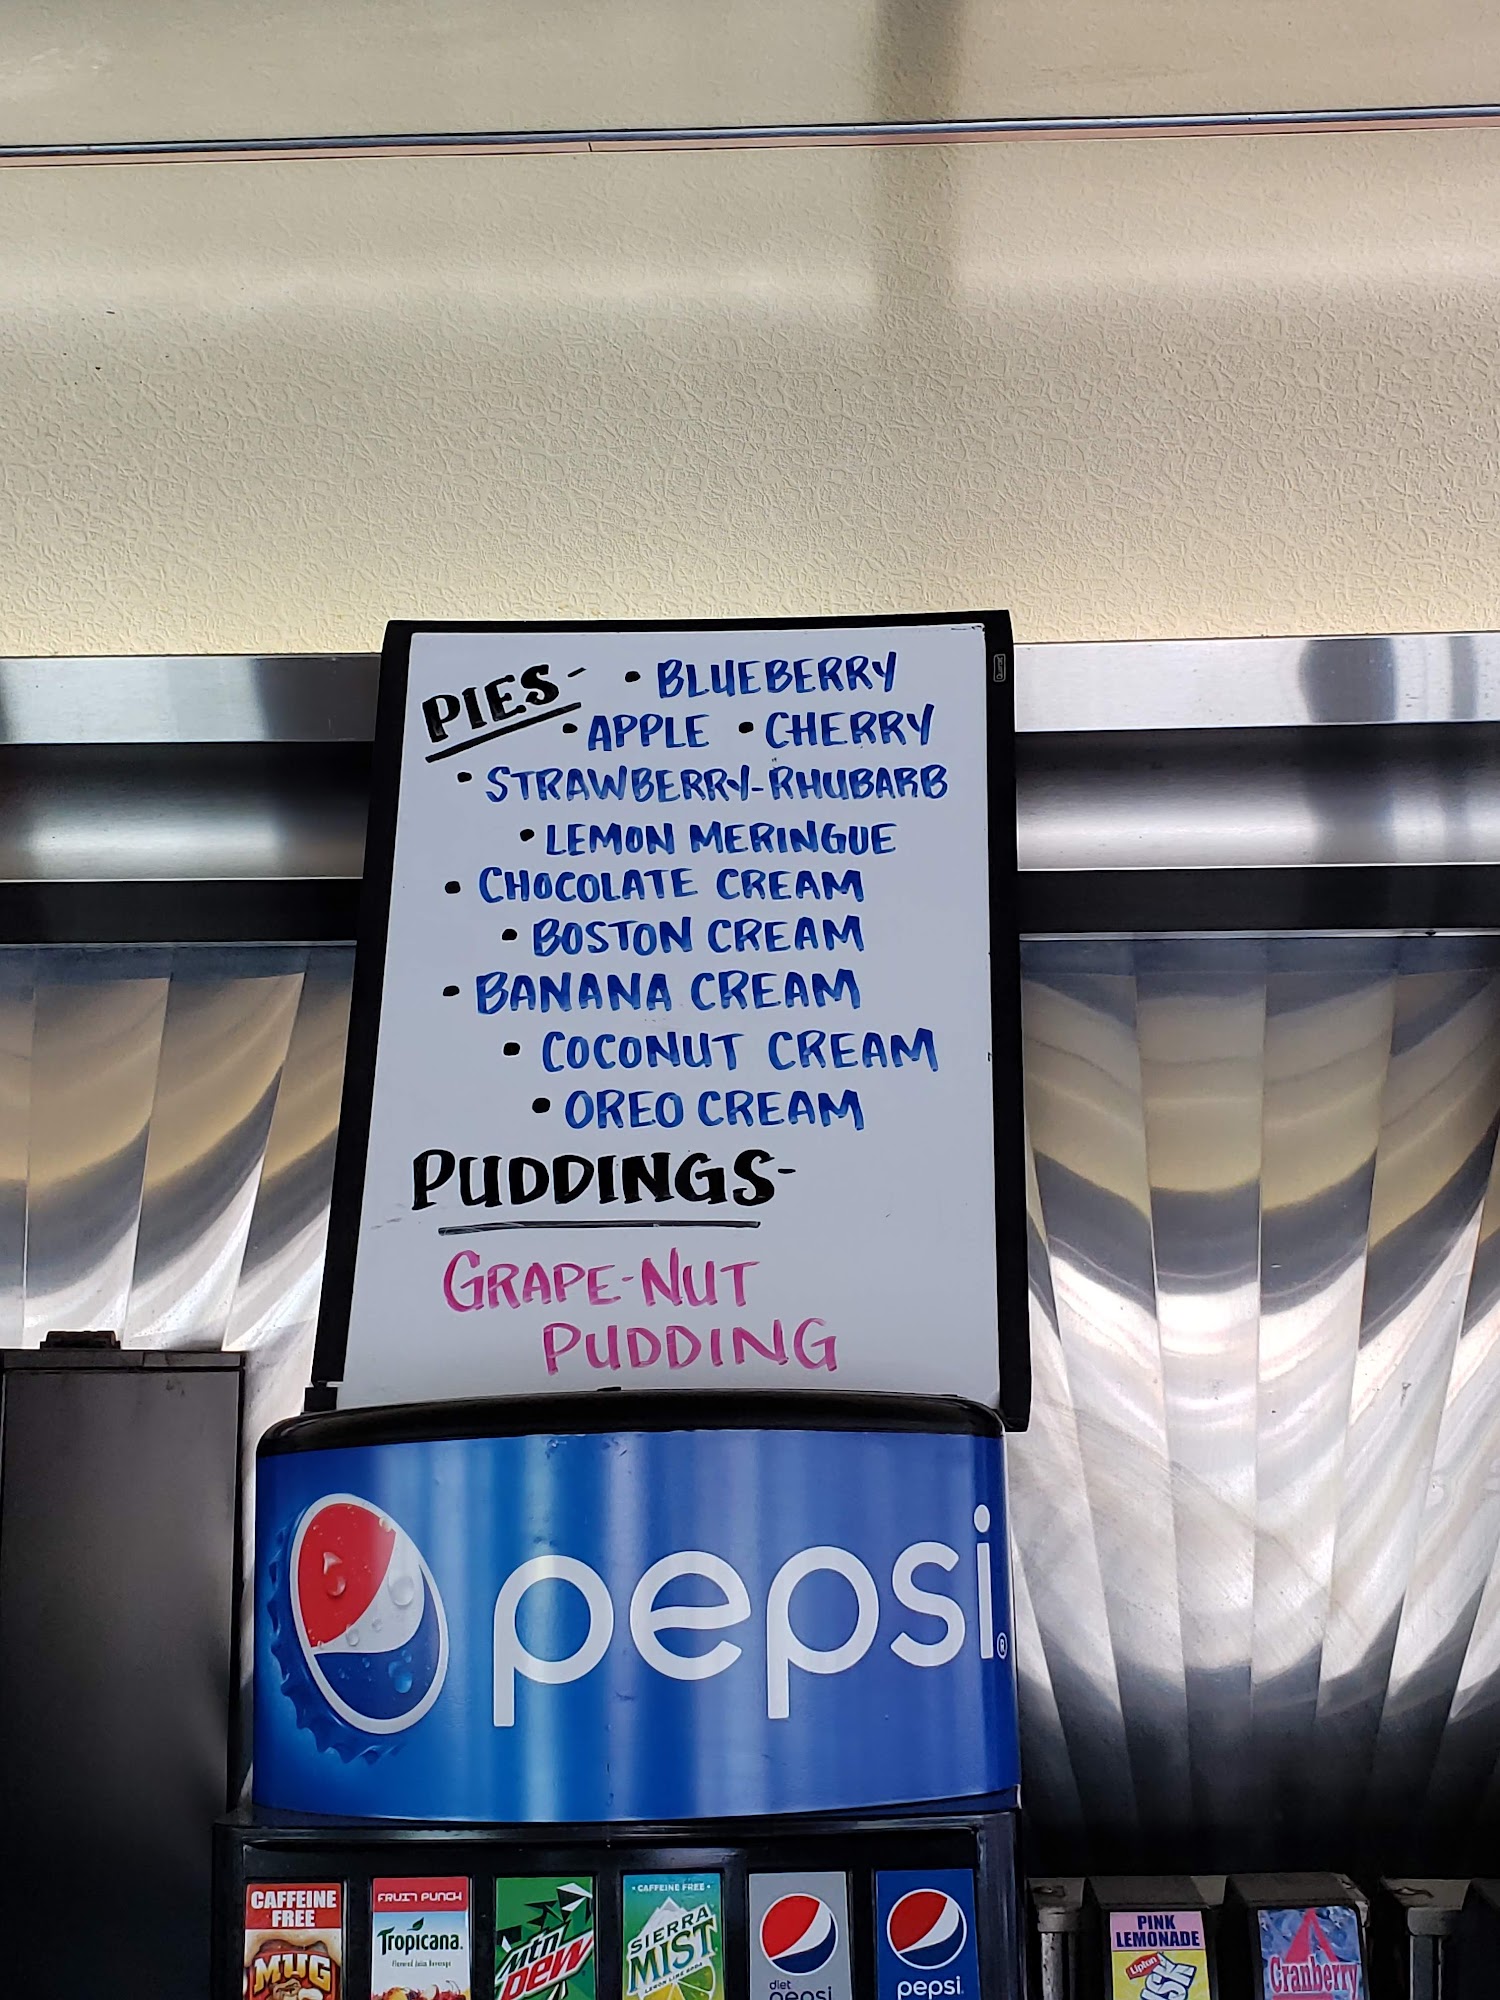 PIES- • BLUEBERRY
• APPLE • CHERRY
• STRAWBERRY-RHUBARB
• LEMON MERINGUE
• CHOCOLATE CREAM
• BOSTON CREAM
• BANANA CREAM
• COCONUT CREAM
• OREO CREAM
PUDDINGS-
GRAPE-NUT
PUDDING
pepsi®
CAFFEINE
FREE
MUG
FRUIT PUNCH
Tropicana.
Mtn
Dew
• CAFFEINE FREE •
SIERRA
MIST
diet
pepsi
pepsi
PINK
LEMONADE
Lipton
Cranberry